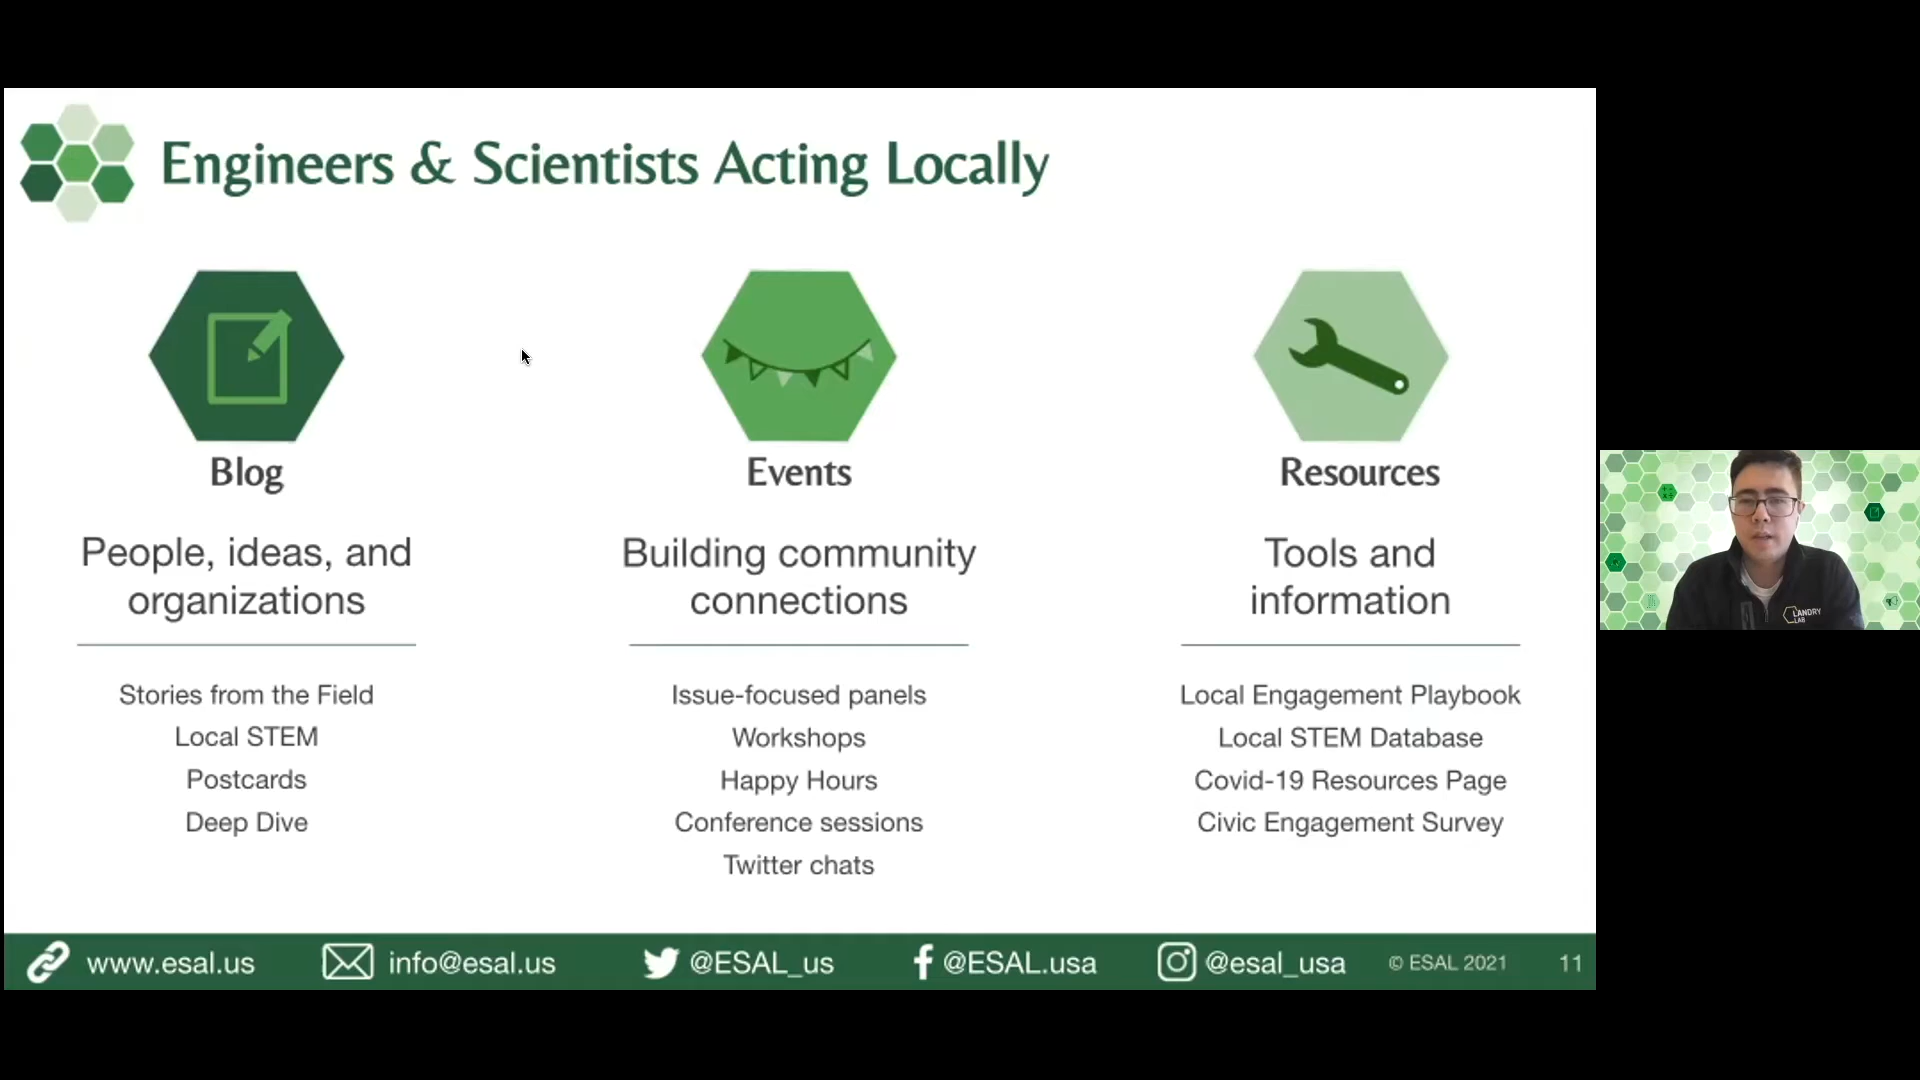 Engineers & Scientists Acting Locally
Blog
People, ideas, and
organizations
Stories from the Field
Local STEM
Postcards
Deep Dive
Events
Building community
connections
Issue-focused panels
Workshops
Happy Hours
Conference sessions
Twitter chats
Resources
Tools and
information
Local Engagement Playbook
Local STEM Database
Covid-19 Resources Page
Civic Engagement Survey
www.esal.us
info@esal.us
@ESAL_us
@ESAL.usa
@esal_usa
© ESAL 2021
11
LANDRY
LAB